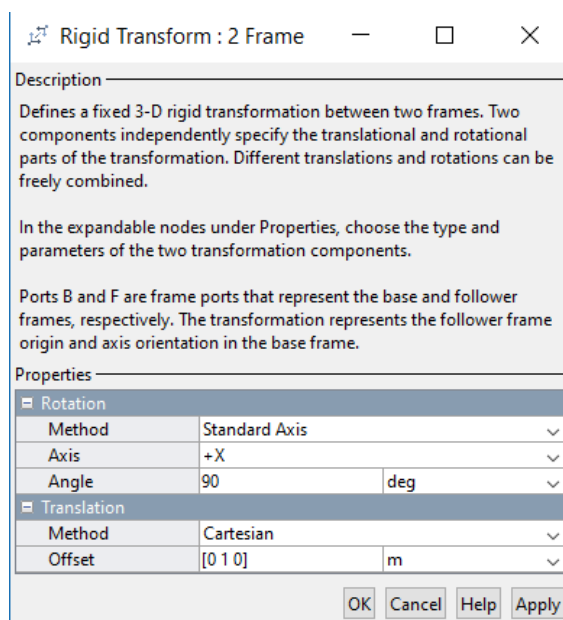 Rigid Transform : 2 Frame
Description
Defines a fixed 3-D rigid transformation between two frames. Two
components independently specify the translational and rotational
parts of the transformation. Different translations and rotations can be
freely combined.
In the expandable nodes under Properties, choose the type and
parameters of the two transformation components.
Ports B and F are frame ports that represent the base and follower
frames, respectively. The transformation represents the follower frame
origin and axis orientation in the base frame.
Properties
Rotation
Method Standard Axis
Axis +X
Angle 90 deg
Translation
Method Cartesian
Offset [0 1 0] m
OK Cancel Help Apply